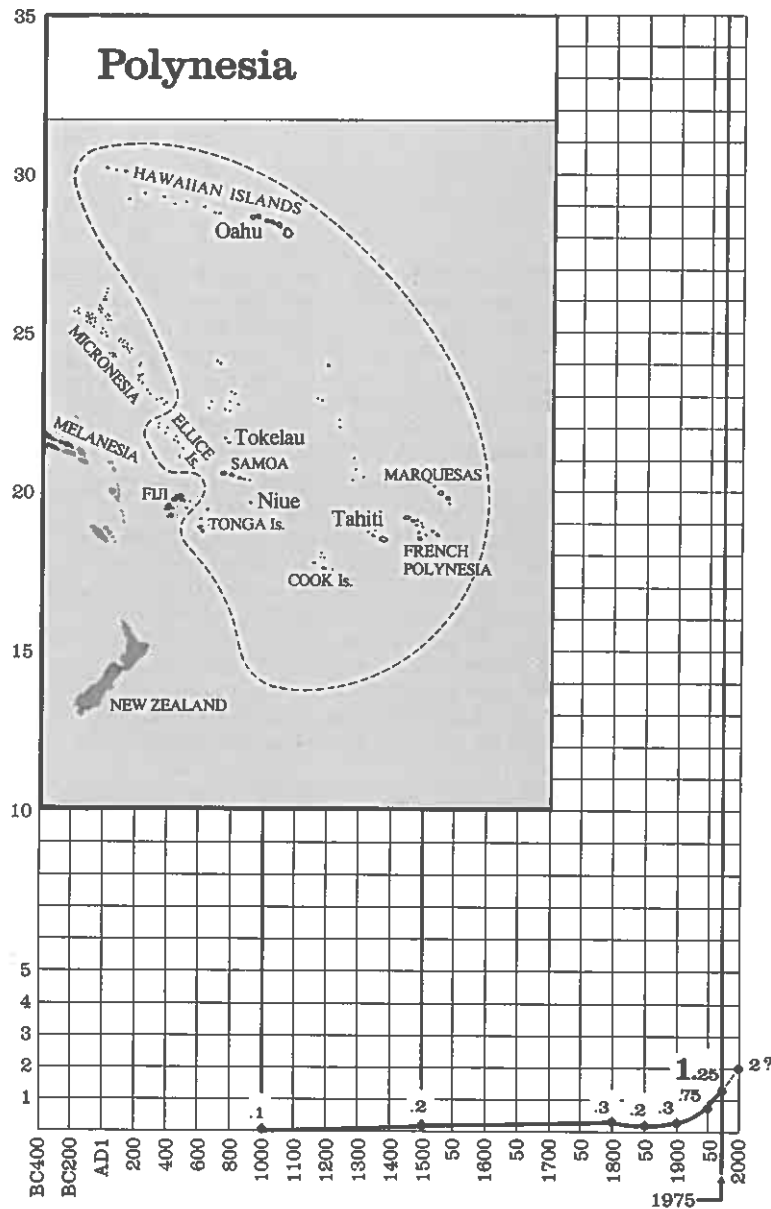 35
Polynesia
30
HAWAIIAN ISLANDS
Oahu
25
MICRONESIA
MELANESIA
ELLICE
Is.
Tokelau
SAMOA
MARQUESAS
20
FIJI
Niue
TONGA Is.
Tahiti
FRENCH
POLYNESIA
COOK Is.
15
NEW ZEALAND
10
5
4
3
2
1
.1
.2
.3
.2
.3
.75
1.25
2?
BC400
BC200
AD1
200
400
600
800
1000
1100
1200
1300
1400
1500
50
1600
50
1700
50
1800
50
1900
50
2000
1975